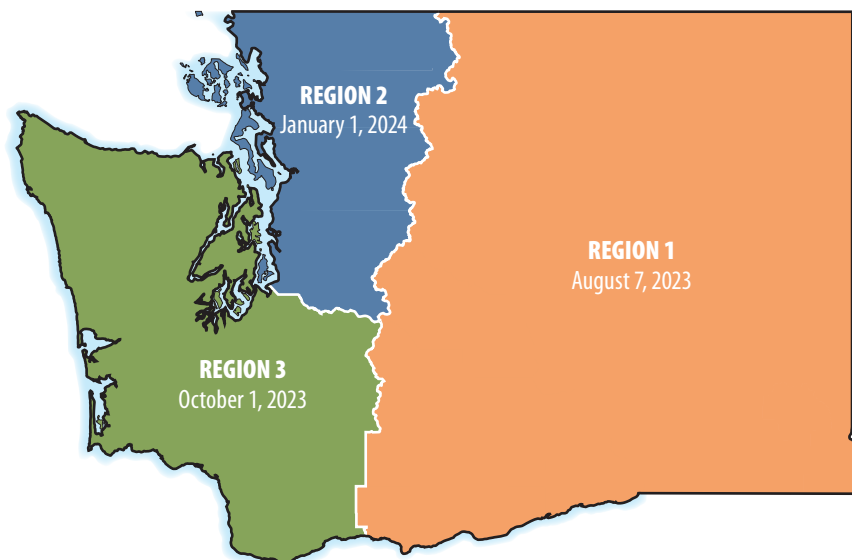 REGION 2
January 1, 2024
REGION 1
August 7, 2023
REGION 3
October 1, 2023